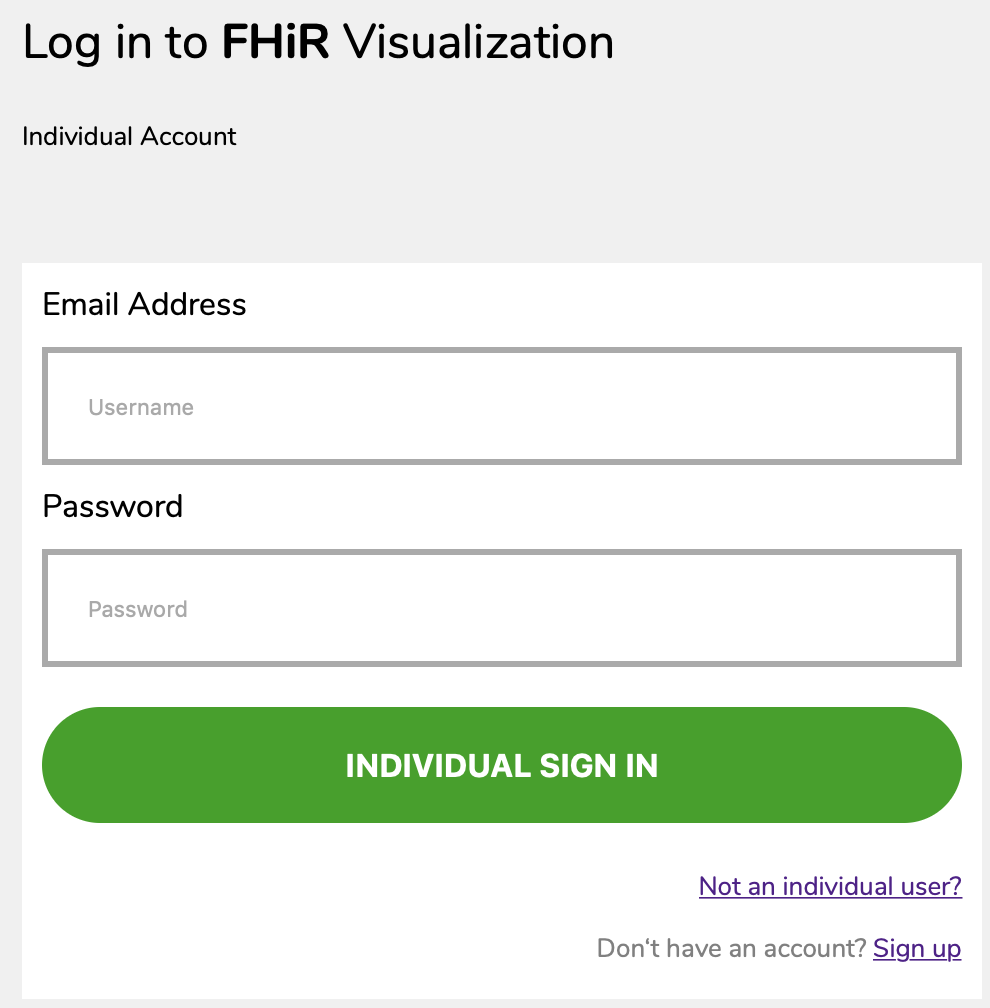 Log in to FHiR Visualization
Individual Account
Email Address
Username
Password
Password
INDIVIDUAL SIGN IN
Not an individual user?
Don‘t have an account? Sign up